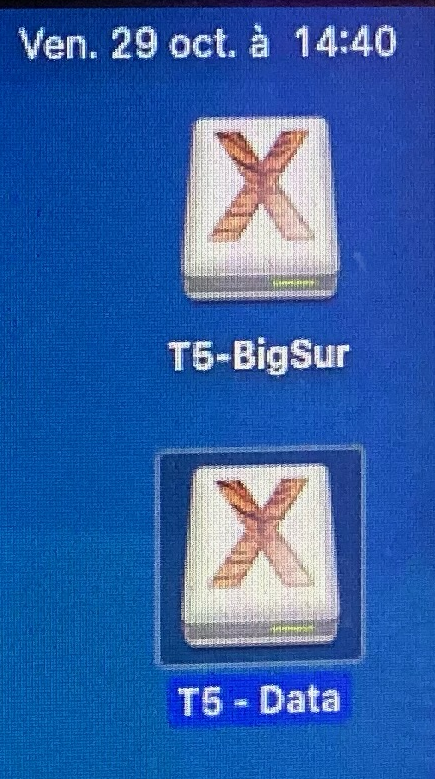 Ven. 29 oct. à 14:40
X
T5-BigSur
X
T5 - Data